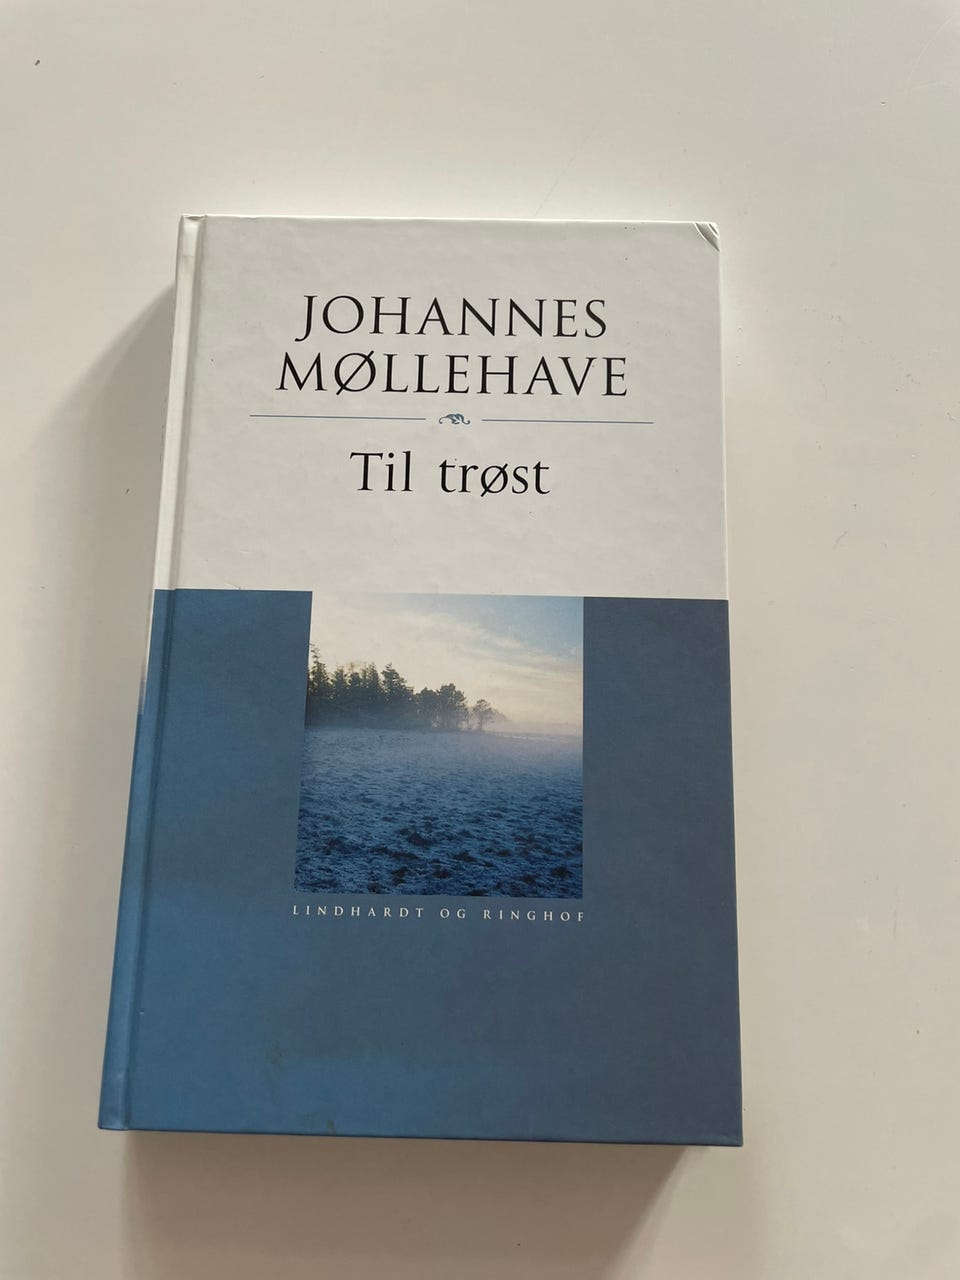 JOHANNES
MØLLEHAVE
Til trøst
LINDHARDT OG RINGHOF